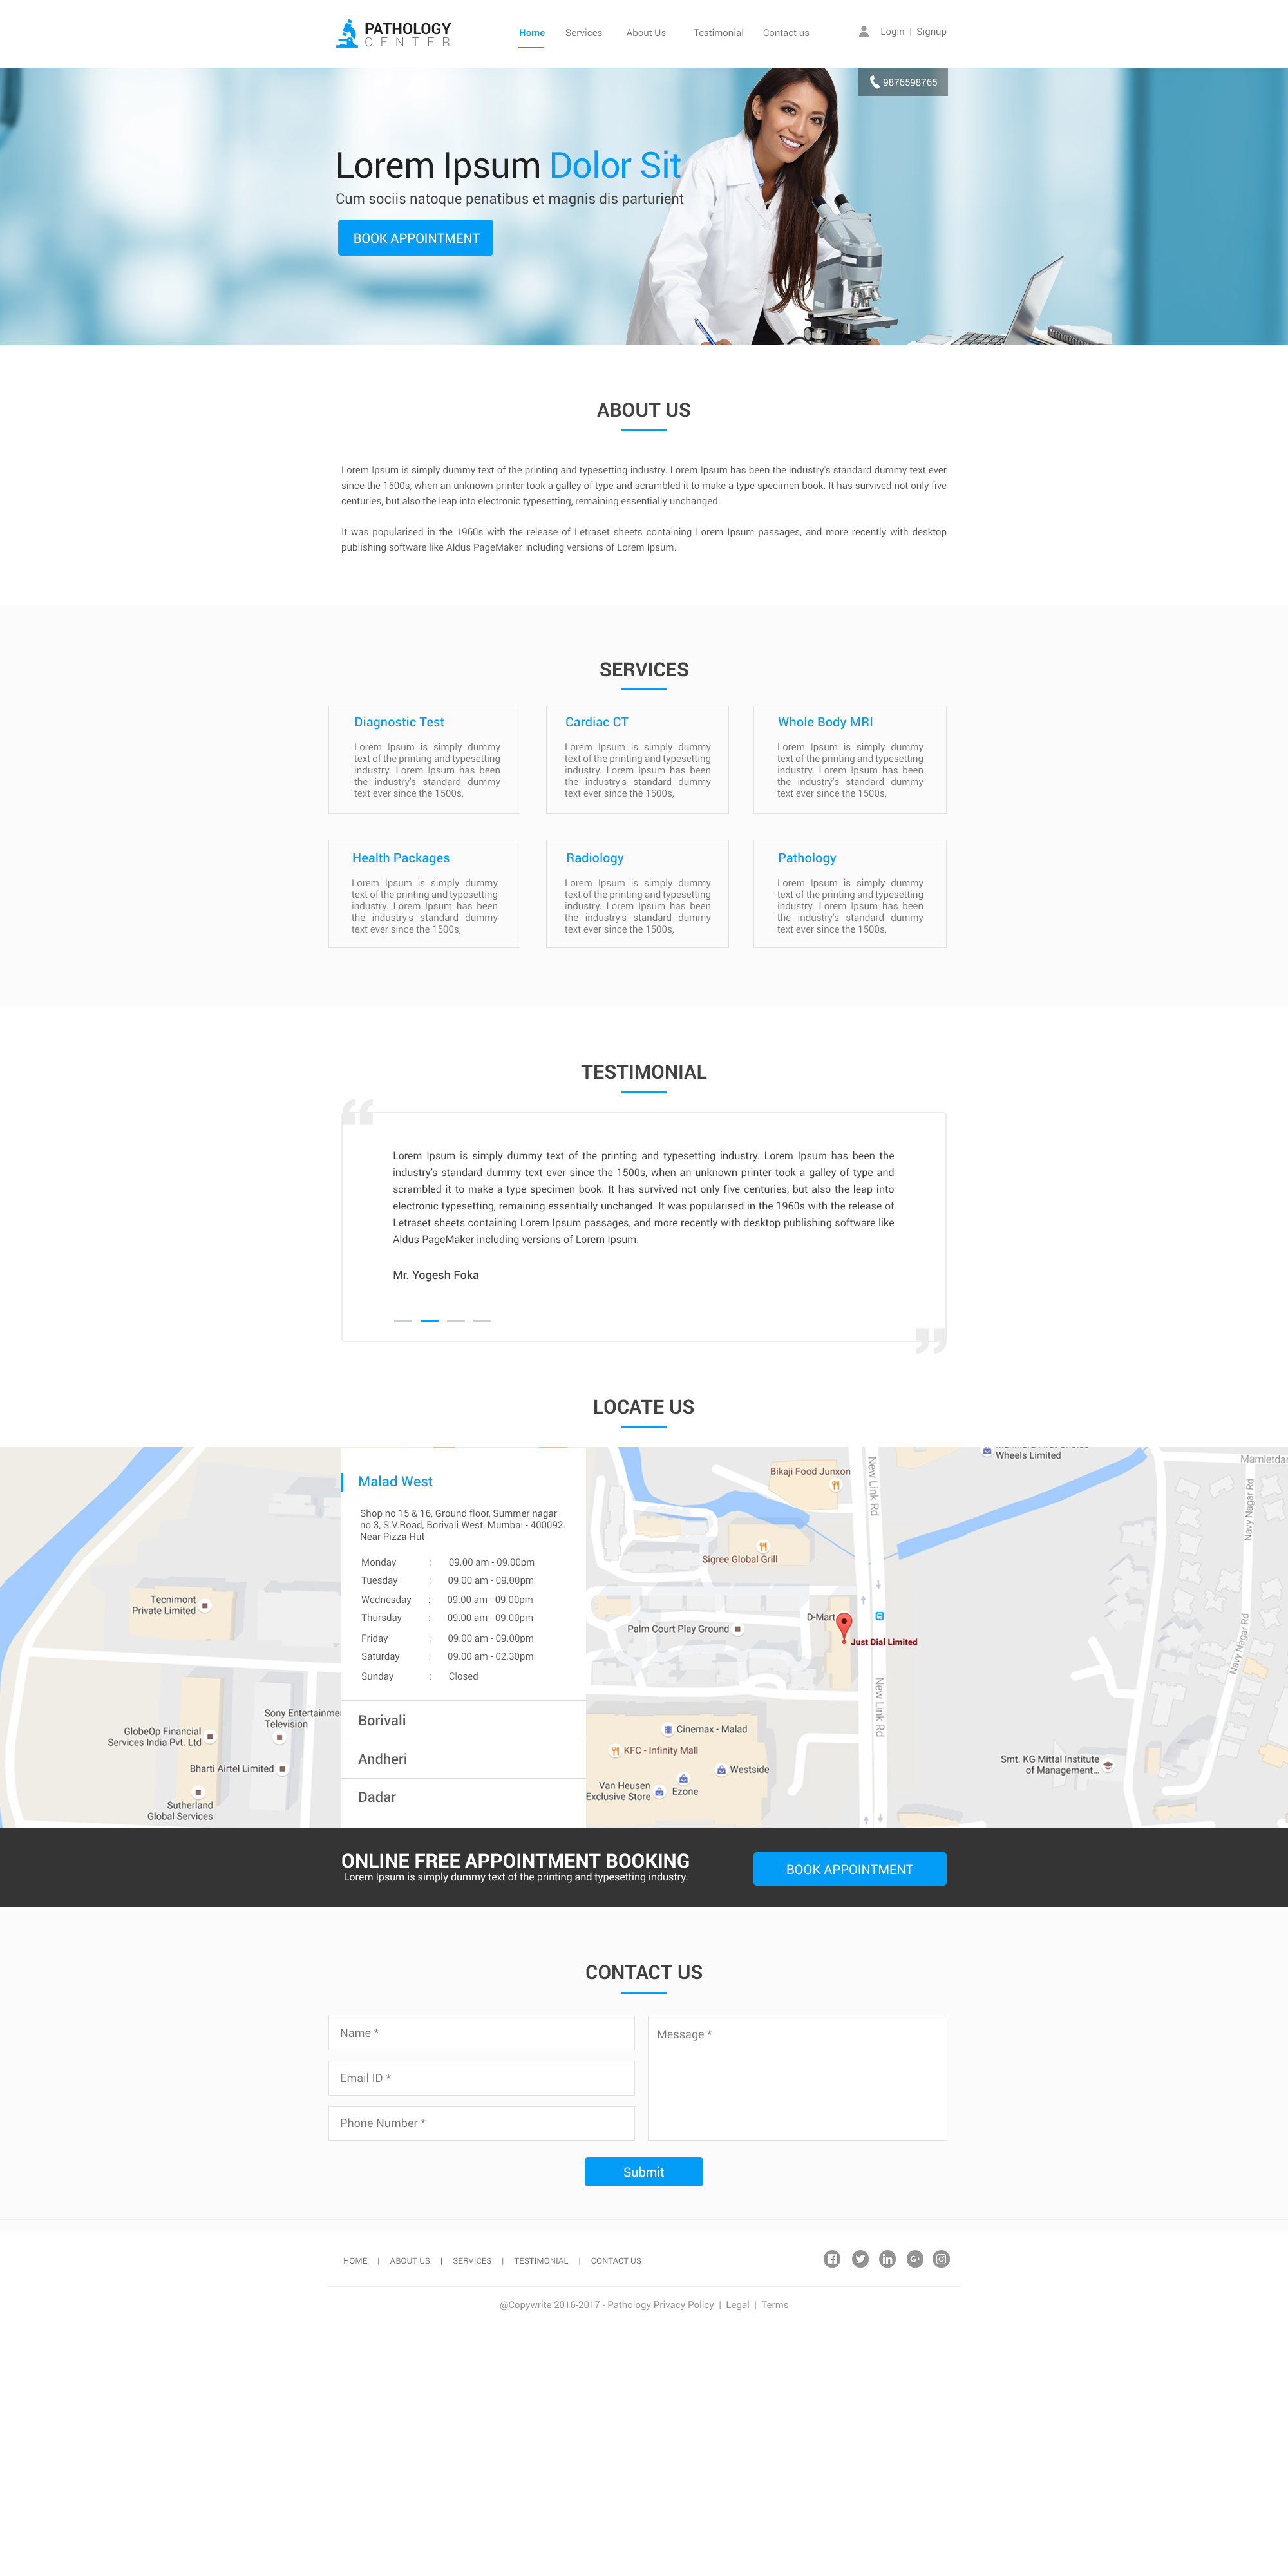 PATHOLOGY
CENTER
Home Services About Us Testimonial Contact us
Login | Signup
9876598765
Lorem Ipsum Dolor Sit
Cum sociis natoque penatibus et magnis dis parturient
BOOK APPOINTMENT
ABOUT US
Lorem Ipsum is simply dummy text of the printing and typesetting industry. Lorem Ipsum has been the industry's standard dummy text ever
since the 1500s, when an unknown printer took a galley of type and scrambled it to make a type specimen book. It has survived not only five
centuries, but also the leap into electronic typesetting, remaining essentially unchanged.
It was popularised in the 1960s with the release of Letraset sheets containing Lorem Ipsum passages, and more recently with desktop
publishing software like Aldus PageMaker including versions of Lorem Ipsum.
SERVICES
Diagnostic Test
Lorem Ipsum is simply dummy
text of the printing and typesetting
industry. Lorem Ipsum has been
the industry's standard dummy
text ever since the 1500s,
Cardiac CT
Lorem Ipsum is simply dummy
text of the printing and typesetting
industry. Lorem Ipsum has been
the industry's standard dummy
text ever since the 1500s,
Whole Body MRI
Lorem Ipsum is simply dummy
text of the printing and typesetting
industry. Lorem Ipsum has been
the industry's standard dummy
text ever since the 1500s,
Health Packages
Lorem Ipsum is simply dummy
text of the printing and typesetting
industry. Lorem Ipsum has been
the industry's standard dummy
text ever since the 1500s,
Radiology
Lorem Ipsum is simply dummy
text of the printing and typesetting
industry. Lorem Ipsum has been
the industry's standard dummy
text ever since the 1500s,
Pathology
Lorem Ipsum is simply dummy
text of the printing and typesetting
industry. Lorem Ipsum has been
the industry's standard dummy
text ever since the 1500s,
TESTIMONIAL
“
Lorem Ipsum is simply dummy text of the printing and typesetting industry. Lorem Ipsum has been the
industry's standard dummy text ever since the 1500s, when an unknown printer took a galley of type and
scrambled it to make a type specimen book. It has survived not only five centuries, but also the leap into
electronic typesetting, remaining essentially unchanged. It was popularised in the 1960s with the release of
Letraset sheets containing Lorem Ipsum passages, and more recently with desktop publishing software like
Aldus PageMaker including versions of Lorem Ipsum.
Mr. Yogesh Foka
”
LOCATE US
Tecnimont
Private Limited
Sony Entertainmen
Television
GlobeOp Financial
Services India Pvt. Ltd
Bharti Airtel Limited
Sutherland
Global Services
Malad West
Shop no 15 & 16, Ground floor, Summer nagar
no 3, S.V.Road, Borivali West, Mumbai - 400092.
Near Pizza Hut
Monday : 09.00 am - 09.00pm
Tuesday : 09.00 am - 09.00pm
Wednesday : 09.00 am - 09.00pm
Thursday : 09.00 am - 09.00pm
Friday : 09.00 am - 09.00pm
Saturday : 09.00 am - 02.30pm
Sunday : Closed
Borivali
Andheri
Dadar
Bikaji Food Junxon
New Link Rd
Wheels Limited
Mamletda
Navy Nagar Rd
Sigree Global Grill
D-Mart
Palm Court Play Ground
Just Dial Limited
Navy Nagar Rd
New Link Rd
Cinemax - Malad
KFC - Infinity Mall
Westside
Van Heusen
Exclusive Store
Ezone
Smt. KG Mittal Institute
of Management...
ONLINE FREE APPOINTMENT BOOKING
Lorem Ipsum is simply dummy text of the printing and typesetting industry.
BOOK APPOINTMENT
CONTACT US
Name *
Email ID *
Phone Number *
Message *
Submit
HOME | ABOUT US | SERVICES | TESTIMONIAL | CONTACT US
@Copywrite 2016-2017 - Pathology Privacy Policy | Legal | Terms